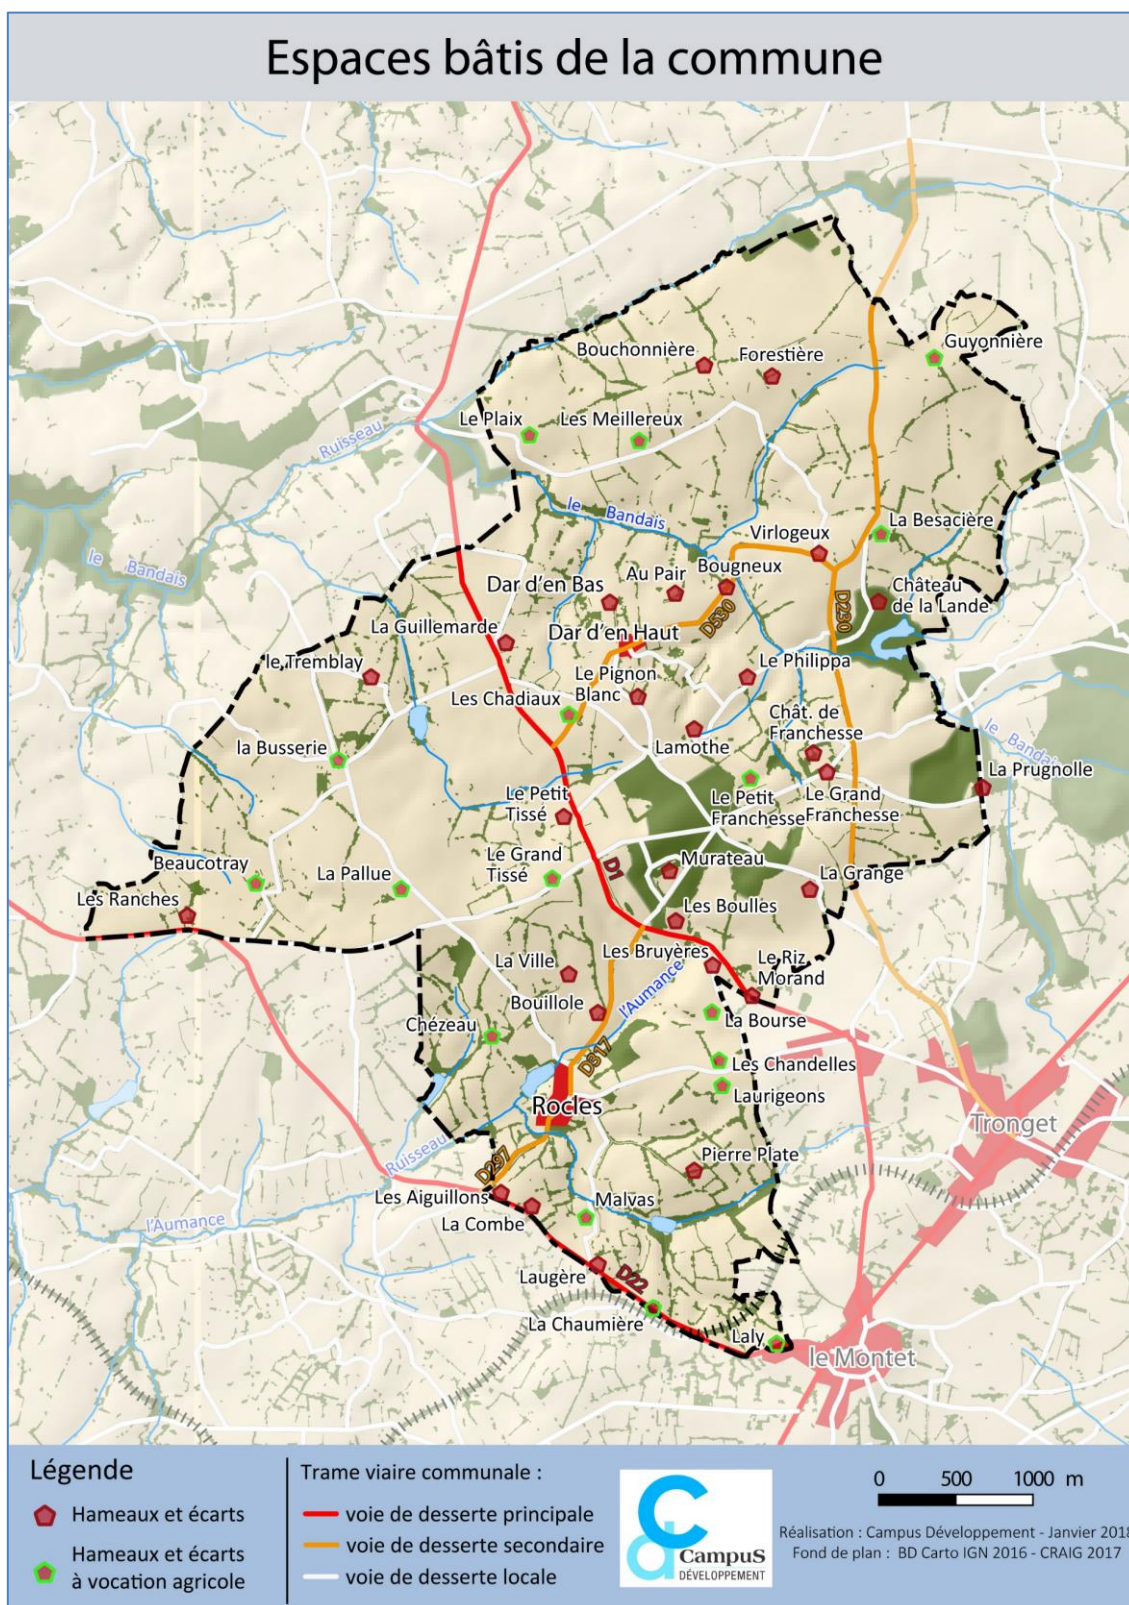 Espaces bâtis de la commune
Bouchonnière
Forestière
Guyonnière
Le Plaix
Les Meillereux
Ruisseau
le Bandais
La Besacière
Virlogeux
le Bandais
Au Pair
Bougneux
Dar d'en Bas
Château
de la Lande
D530
D230
La Guillemarde
Dar d'en Haut
le Tremblay
Le Pignon
Blanc
Le Philippa
Les Chadiaux
Chât. de
Franchesse
Lamothe
le Bandais
la Busserie
La Prugnolle
Le Petit
Tissé
Le Petit
Franchesse
Le Grand
Franchesse
Beaucotray
La Pallue
Le Grand
Tissé
D1
Murateau
La Grange
Les Ranches
Les Boulles
La Ville
Les Bruyères
Le Riz
Morand
Bouillole
l'Aumance
La Bourse
Chézeau
D317
Les Chandelles
Laurigeons
Rocles
Tronget
Ruisseau
D297
Pierre Plate
Les Aiguillons
Malvas
l'Aumance
La Combe
Laugère
D22
La Chaumière
Laly
le Montet
Légende
Hameaux et écarts
Hameaux et écarts
à vocation agricole
Trame viaire communale :
voie de desserte principale
voie de desserte secondaire
voie de desserte locale
CampuS
DÉVELOPPEMENT
0 500 1000 m
Réalisation : Campus Développement - Janvier 2018
Fond de plan : BD Carto IGN 2016 - CRAIG 2017